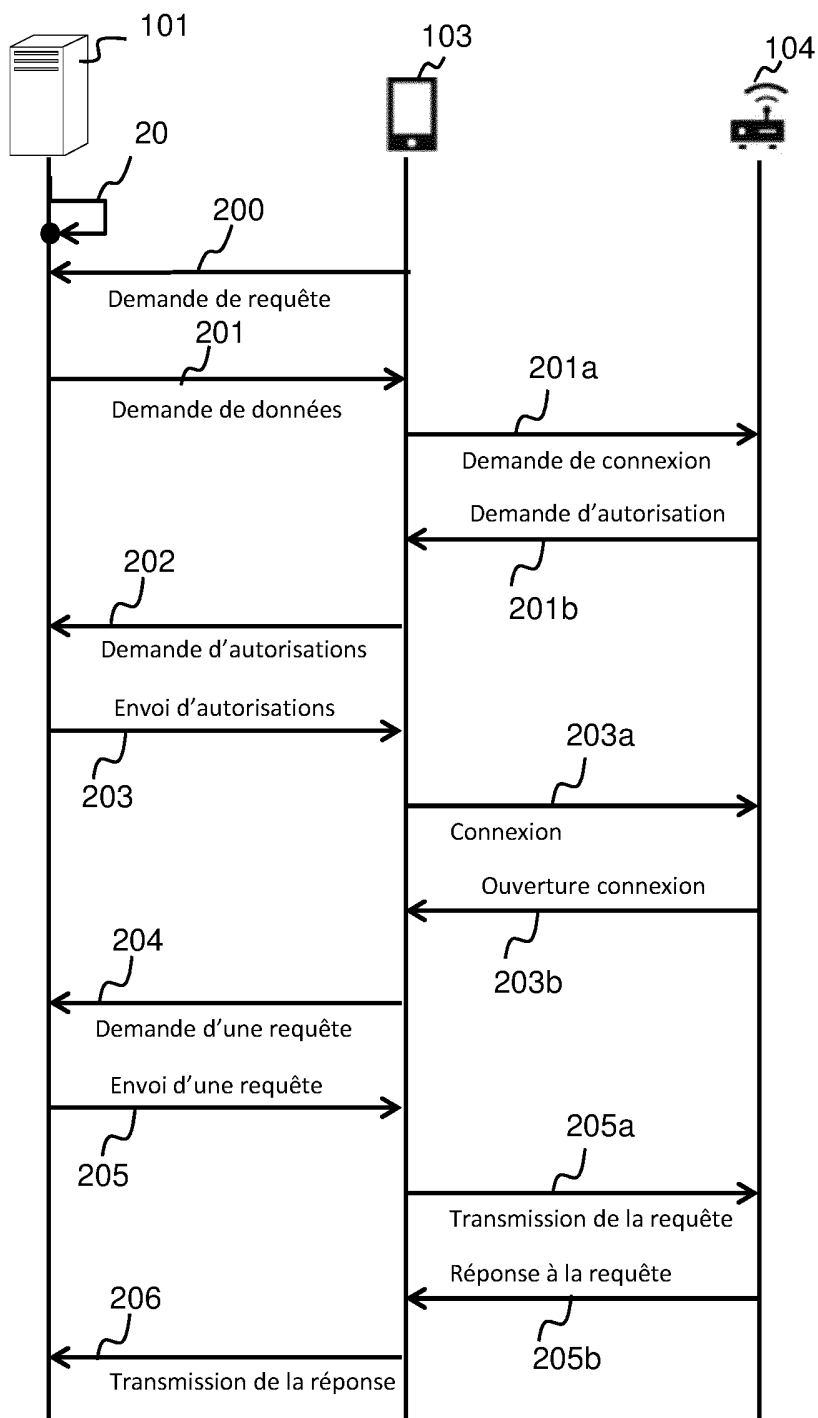 101
103
104
20
200
Demande de requête
201
Demande de données
201a
Demande de connexion
Demande d’autorisation
201b
202
Demande d’autorisations
Envoi d’autorisations
203
203a
Connexion
Ouverture connexion
203b
204
Demande d’une requête
Envoi d’une requête
205
205a
Transmission de la requête
Réponse à la requête
205b
206
Transmission de la réponse